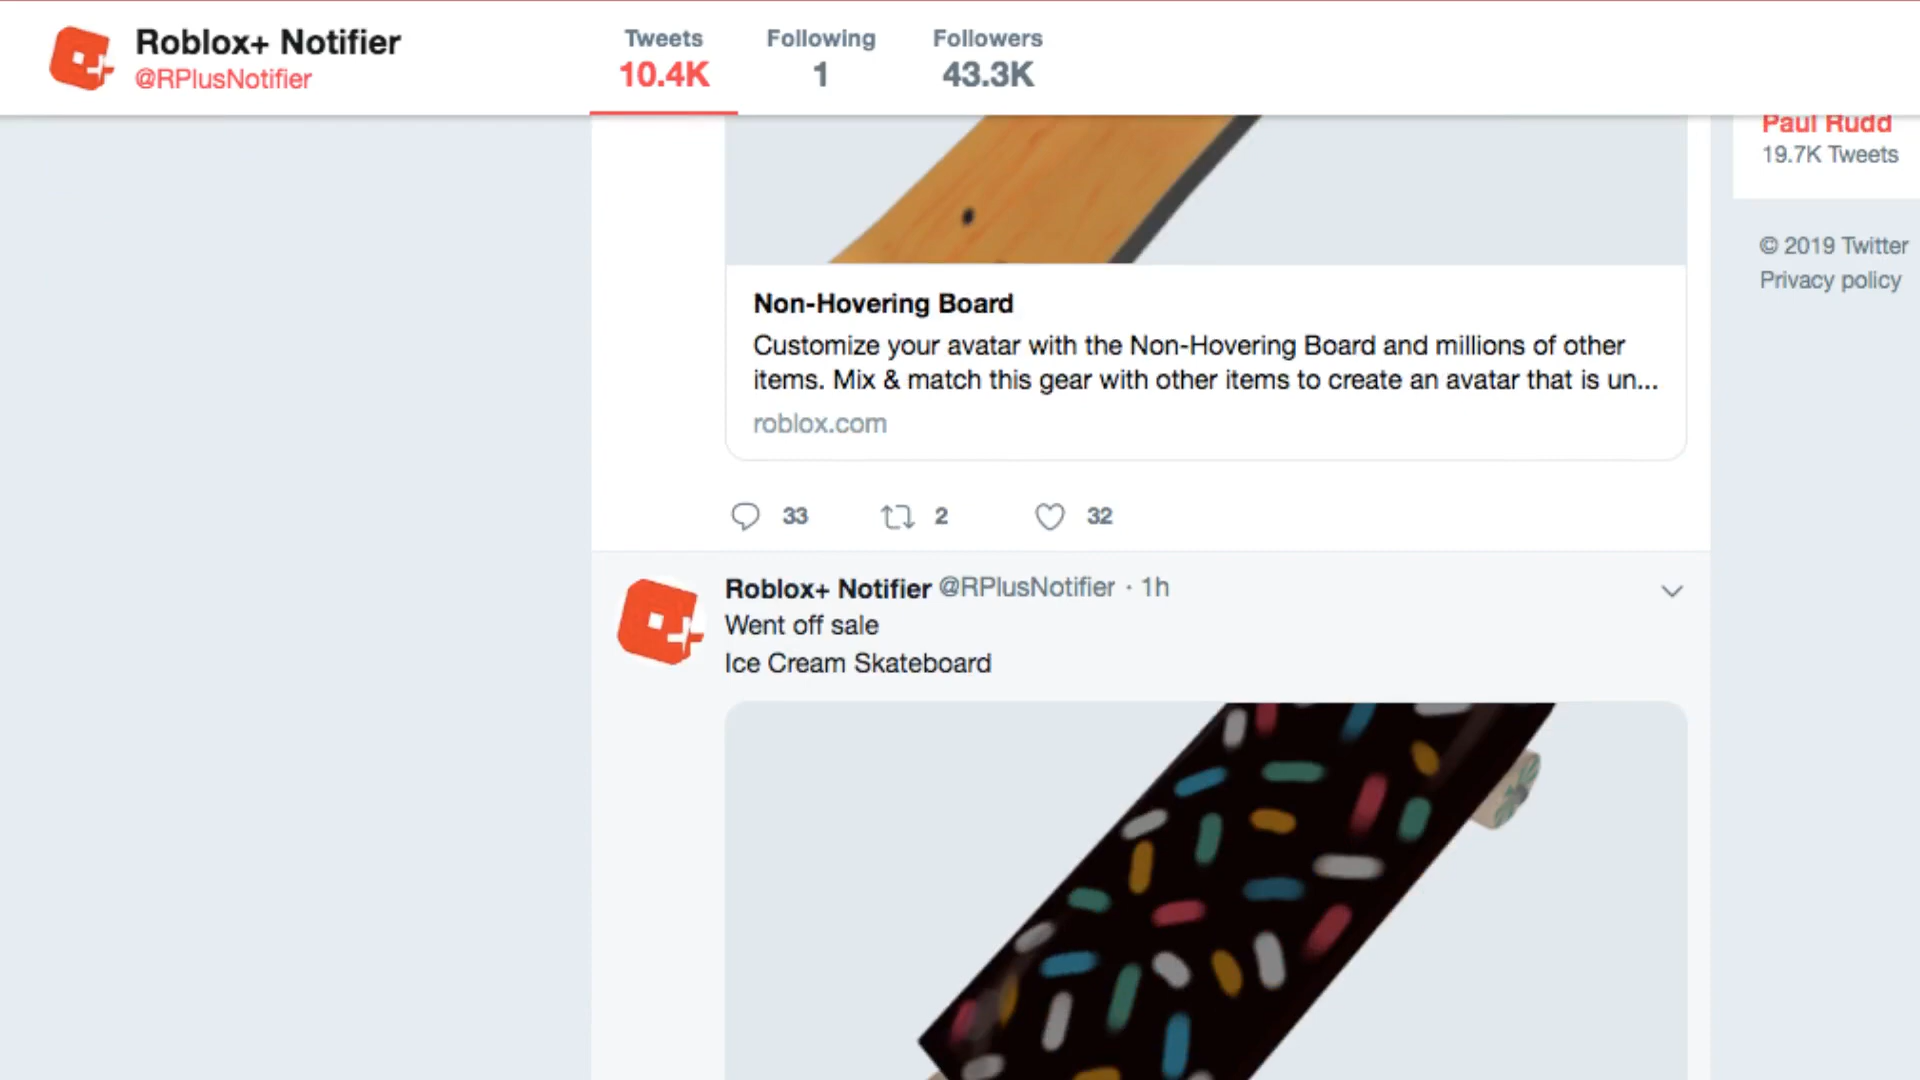 Roblox+ Notifier
@RPlusNotifier
Tweets
10.4K
Following
1
Followers
43.3K
Paul Rudd
19.7K Tweets
© 2019 Twitter
Privacy policy
Non-Hovering Board
Customize your avatar with the Non-Hovering Board and millions of other
items. Mix & match this gear with other items to create an avatar that is un...
roblox.com
33
2
32
Roblox+ Notifier @RPlusNotifier · 1h
Went off sale
Ice Cream Skateboard